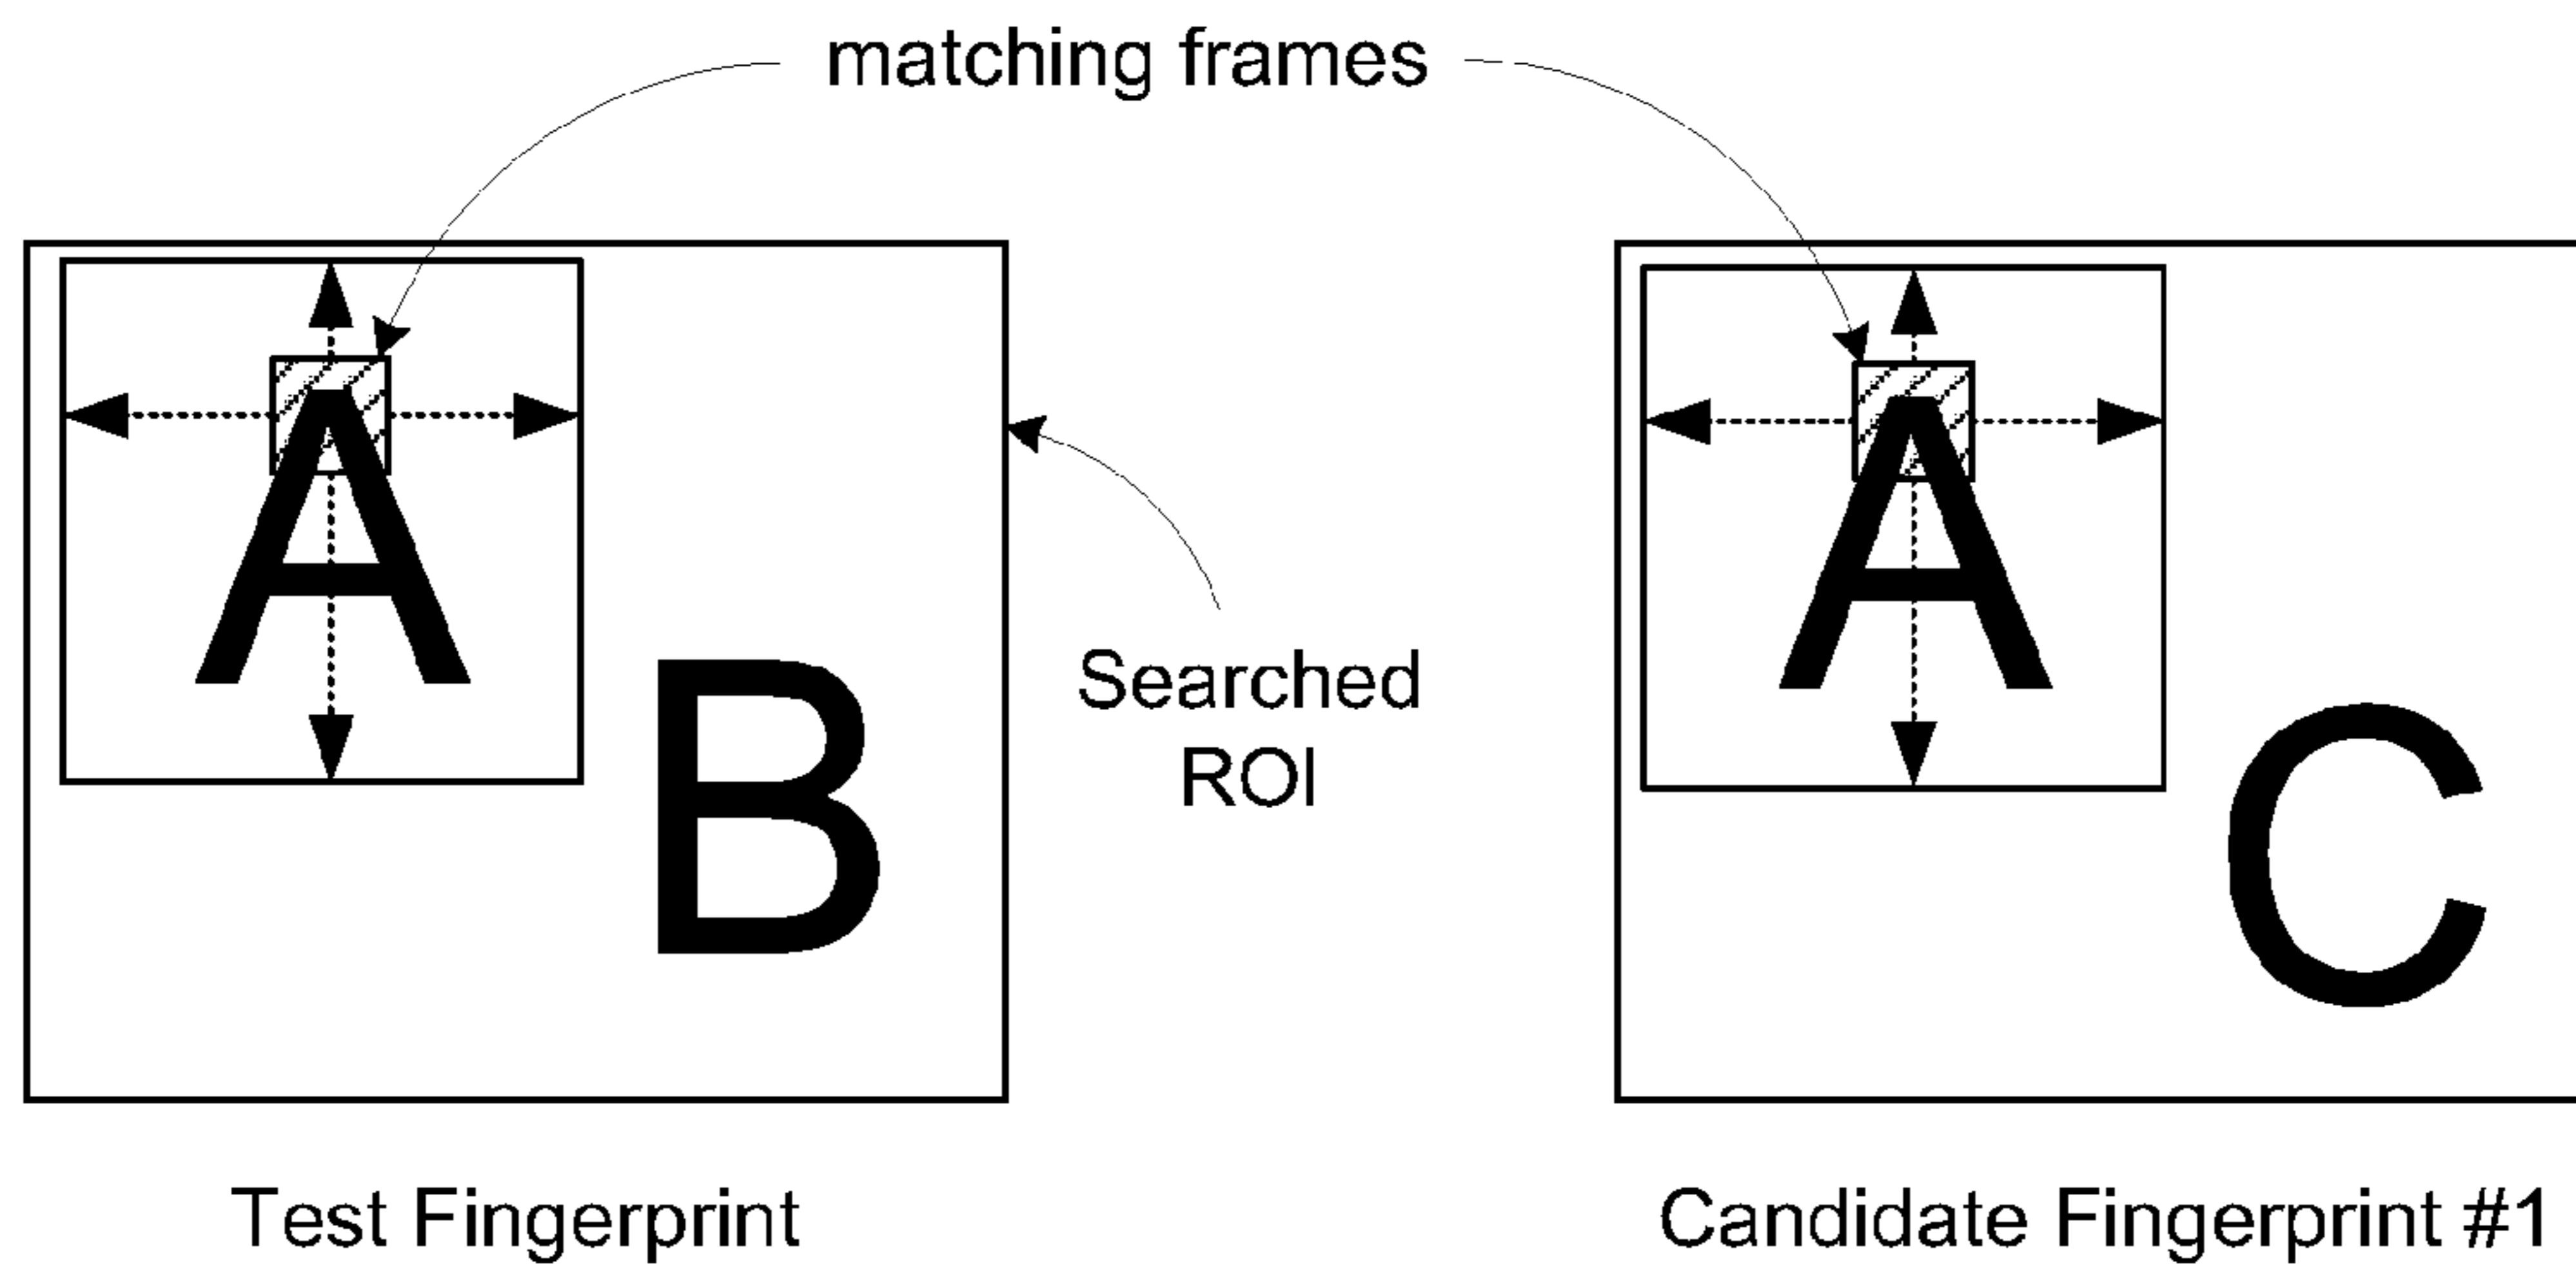 matching frames
A
B
Searched
ROI
A
C
Test Fingerprint
Candidate Fingerprint #1